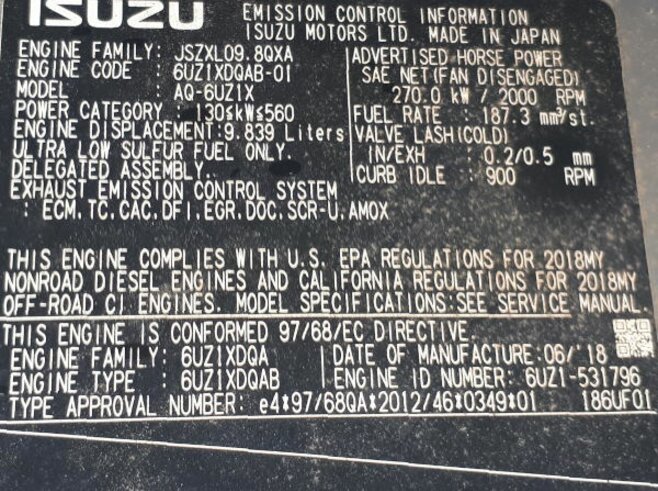 ISUZU EMISSION CONTROL INFORMATION
ISUZU MOTORS LTD. MADE IN JAPAN
ENGINE FAMILY: JSZXL09.8QXA
ENGINE CODE : 6UZ1XDQAB-01
MODEL : AQ-6UZ1X
POWER CATEGORY : 130≤kW≤560
ENGINE DISPLACEMENT: 9.839 Liters
ULTRA LOW SULFUR FUEL ONLY.
DELEGATED ASSEMBLY.
EXHAUST EMISSION CONTROL SYSTEM
: ECM.TC.CAC.DFI.EGR.DOC.SCR-U.AMOX
ADVERTISED HORSE POWER
SAE NET(FAN DISENGAGED)
270.0 kW / 2000 RPM
FUEL RATE : 187.3 mm³/st.
VALVE LASH(COLD)
IN/EXH : 0.2/0.5 mm
CURB IDLE : 900 RPM
THIS ENGINE COMPLIES WITH U.S. EPA REGULATIONS FOR 2018MY
NONROAD DIESEL ENGINES AND CALIFORNIA REGULATIONS FOR 2018MY
OFF-ROAD CI ENGINES. MODEL SPECIFICATIONS:SEE SERVICE MANUAL.
THIS ENGINE IS CONFORMED 97/68/EC DIRECTIVE.
ENGINE FAMILY : 6UZ1XDQA
ENGINE TYPE : 6UZ1XDQAB
DATE OF MANUFACTURE:06/'18
ENGINE ID NUMBER: 6UZ1-531796
TYPE APPROVAL NUMBER: e4*97/68QA*2012/46*0349*01 186UF01